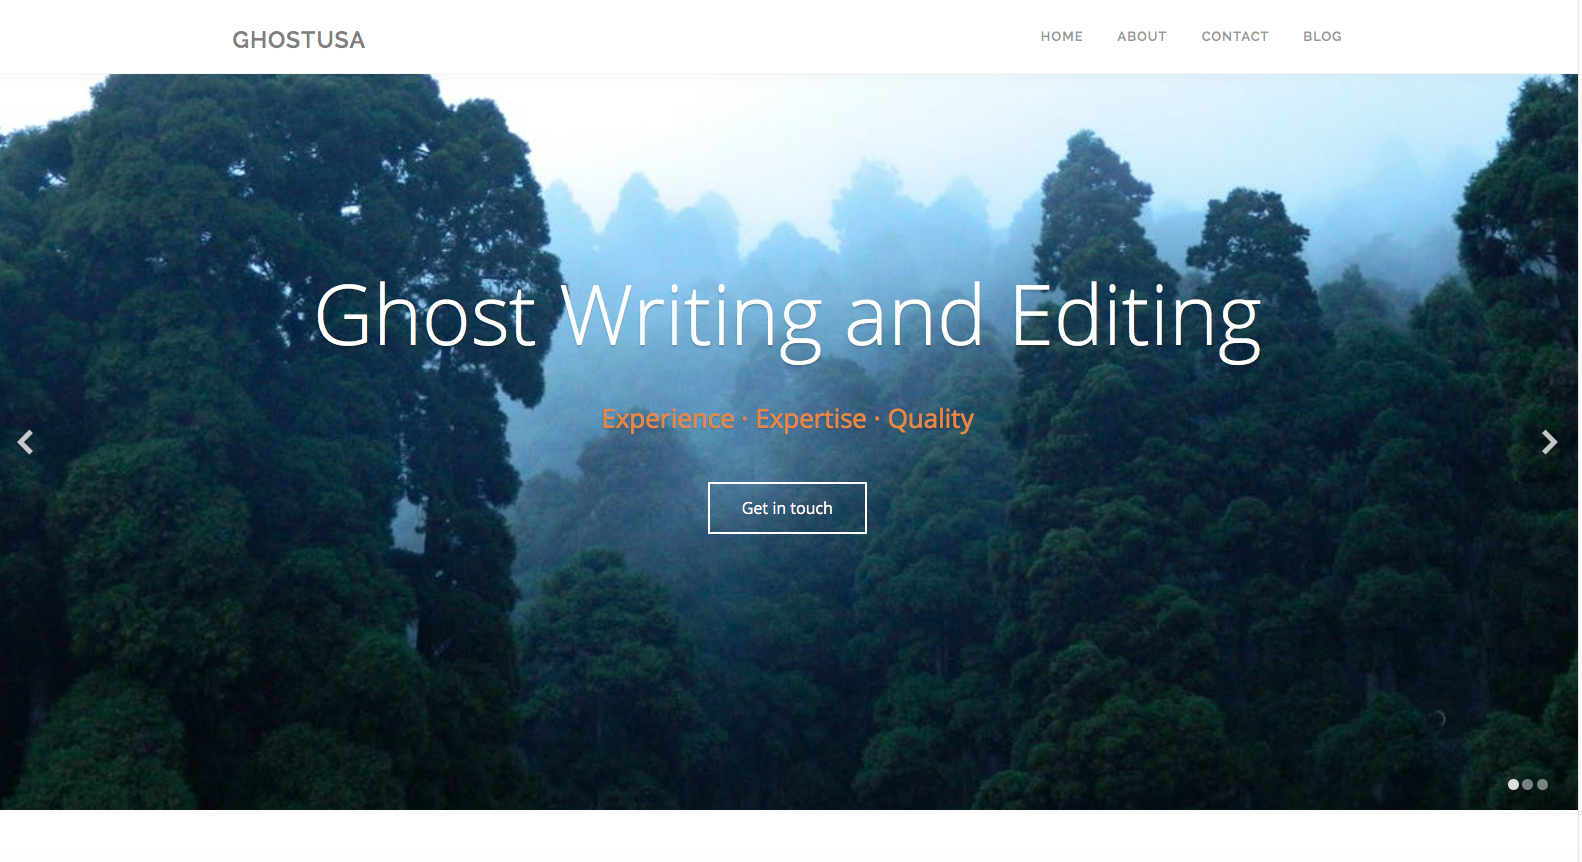 GHOSTUSA
HOME ABOUT CONTACT BLOG
Ghost Writing and Editing
Experience · Expertise · Quality
Get in touch